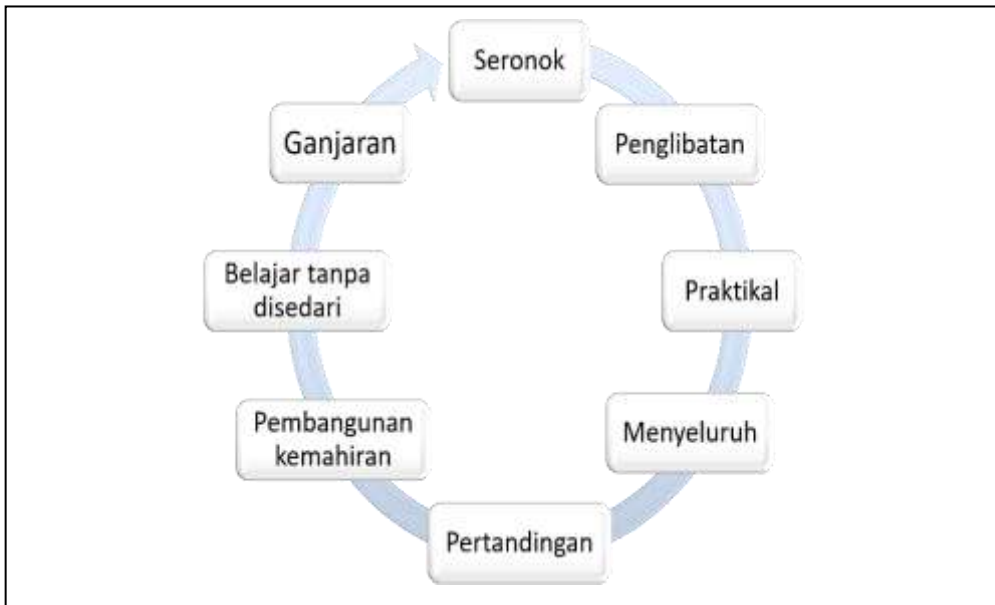 Seronok
Penglibatan
Praktikal
Menyeluruh
Pertandingan
Pembangunan
kemahiran
Belajar tanpa
disedari
Ganjaran